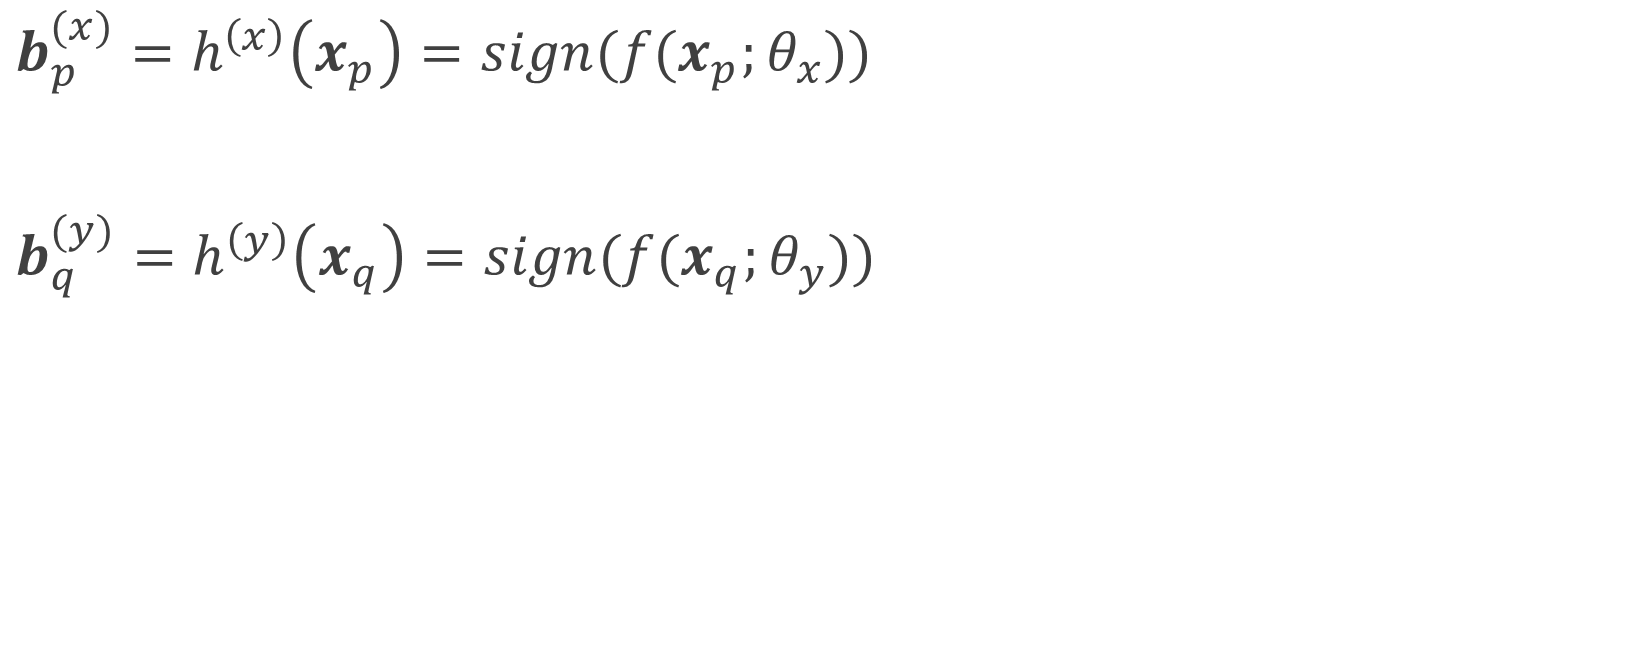 𝒃_p^(x) = h^(x)(𝒙_p) = sign(f(𝒙_p; θ_x))
𝒃_q^(y) = h^(y)(𝒙_q) = sign(f(𝒙_q; θ_y))